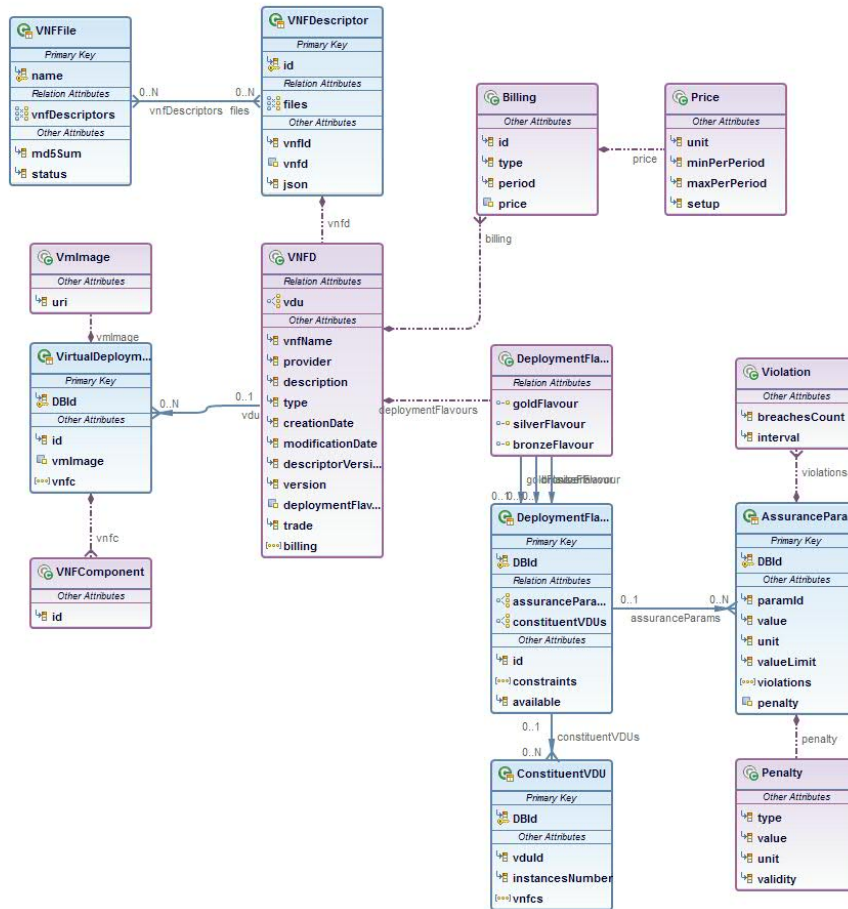 VNFFile
Primary Key
name
Relation Attributes
vnfDescriptors
Other Attributes
md5Sum
status
0..N
0..N
vnfDescriptors files
VNFDescriptor
Primary Key
id
Relation Attributes
files
Other Attributes
vnfId
vnfd
json
vnfd
Billing
Other Attributes
id
type
period
price
price
Price
Other Attributes
unit
minPerPeriod
maxPerPeriod
setup
billing
VmImage
Other Attributes
uri
vmImage
VNFD
Relation Attributes
vdu
Other Attributes
vnfName
provider
description
type
creationDate
modificationDate
descriptorVersi...
version
deploymentFlav...
trade
billing
VirtualDeploym...
Primary Key
DBId
Other Attributes
id
vmImage
vnfc
0..N
0..1
vdu
vnfc
VNFComponent
Other Attributes
id
deploymentFlavours
DeploymentFla...
Relation Attributes
goldFlavour
silverFlavour
bronzeFlavour
DeploymentFla...
Primary Key
DBId
Relation Attributes
assurancePara...
constituentVDUs
Other Attributes
id
constraints
available
0..1
0..N
assuranceParams
Violation
Other Attributes
breachesCount
interval
violations
AssurancePara
Primary Key
DBId
Other Attributes
paramId
value
unit
valueLimit
violations
penalty
penalty
0..1
constituentVDUs
0..N
ConstituentVDU
Primary Key
DBId
Other Attributes
vduId
instancesNumber
vnfcs
Penalty
Other Attributes
type
value
unit
validity